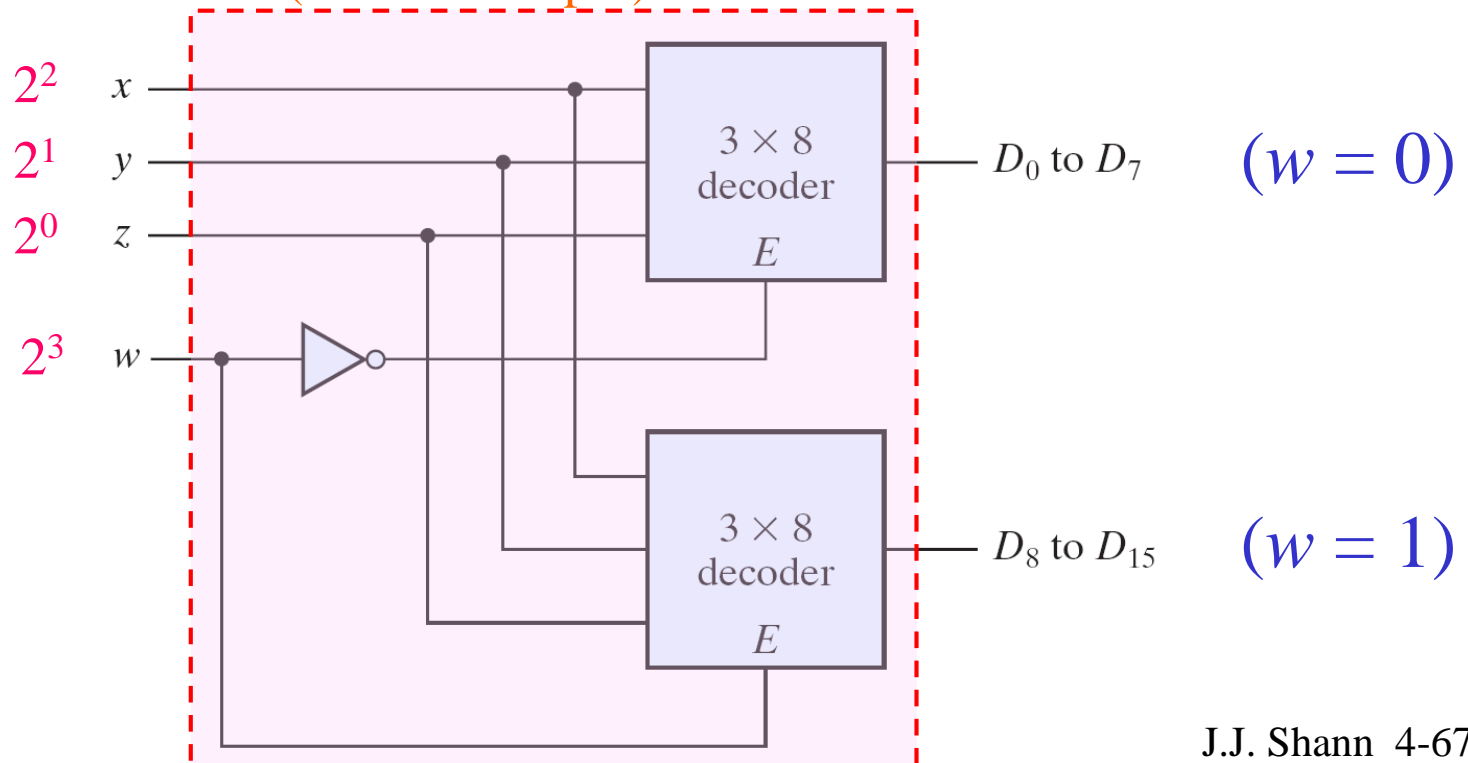 2² x
3 × 8
decoder
E
2¹ y
D₀ to D₇ (w = 0)
2⁰ z
2³ w
3 × 8
decoder
E
D₈ to D₁₅ (w = 1)
J.J. Shann 4-67